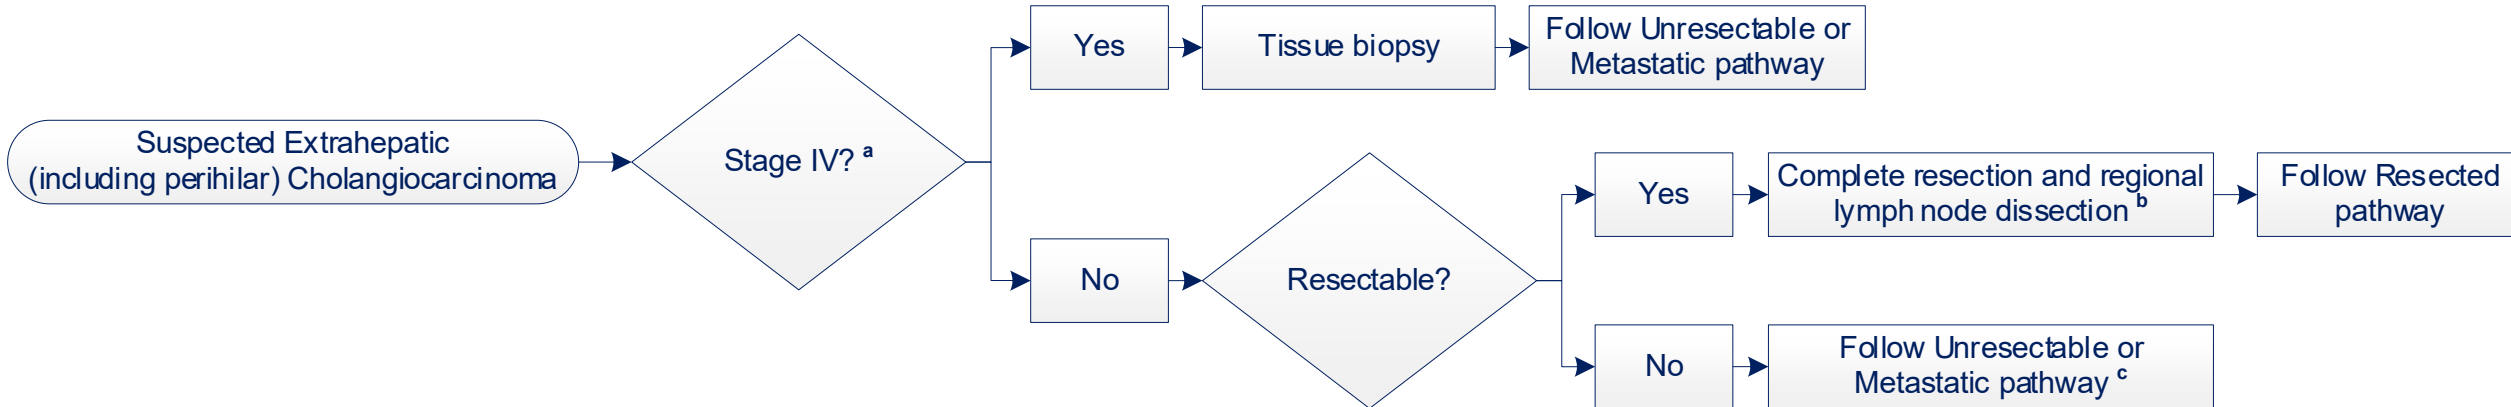 Suspected Extrahepatic
(including perihilar) Cholangiocarcinoma
Stage IV? a
Yes
Tissue biopsy
Follow Unresectable or
Metastatic pathway
No
Resectable?
Yes
Complete resection and regional
lymph node dissection b
Follow Resected
pathway
No
Follow Unresectable or
Metastatic pathway c